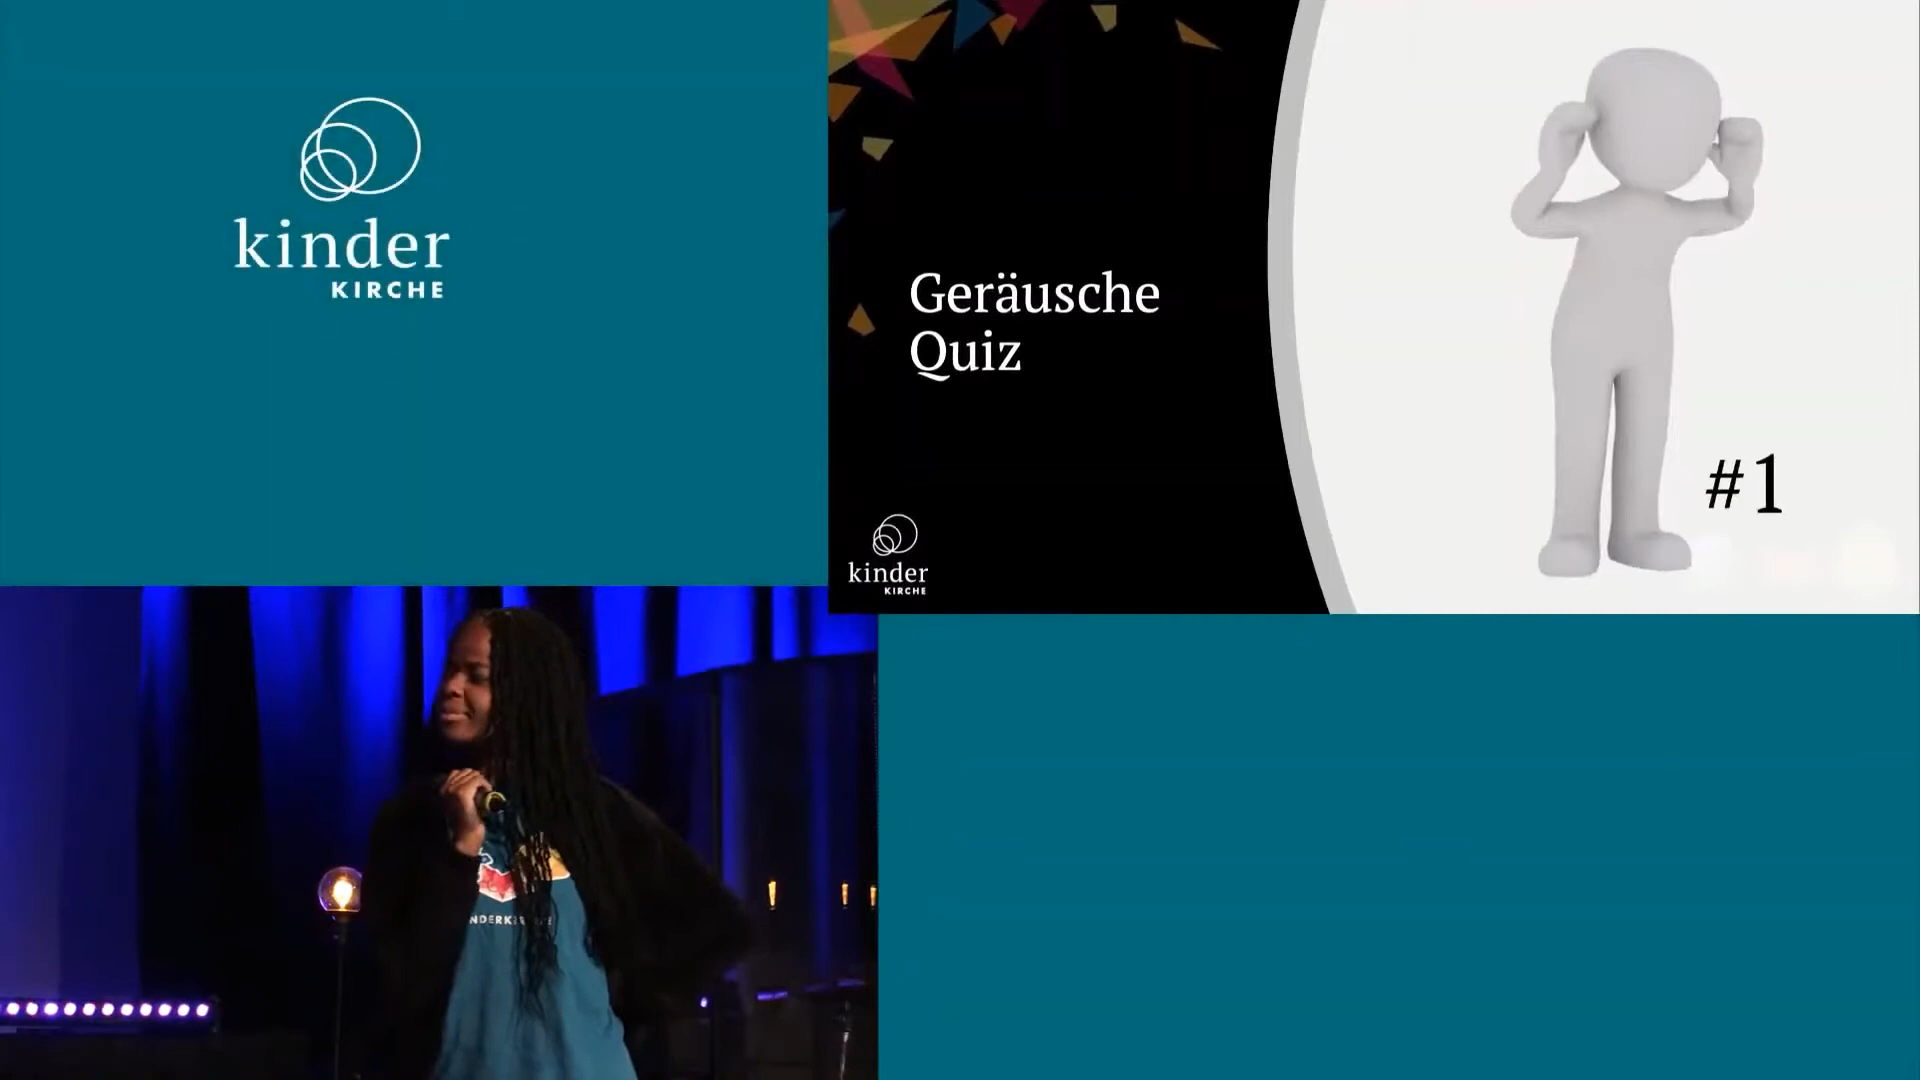 kinder
KIRCHE
Geräusche
Quiz
#1
kinder
KIRCHE